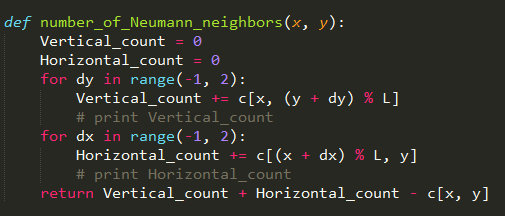 def number_of_Neumann_neighbors(x, y):
    Vertical_count = 0
    Horizontal_count = 0
    for dy in range(-1, 2):
        Vertical_count += c[x, (y + dy) % L]
        # print Vertical_count
    for dx in range(-1, 2):
        Horizontal_count += c[(x + dx) % L, y]
        # print Horizontal_count
    return Vertical_count + Horizontal_count - c[x, y]